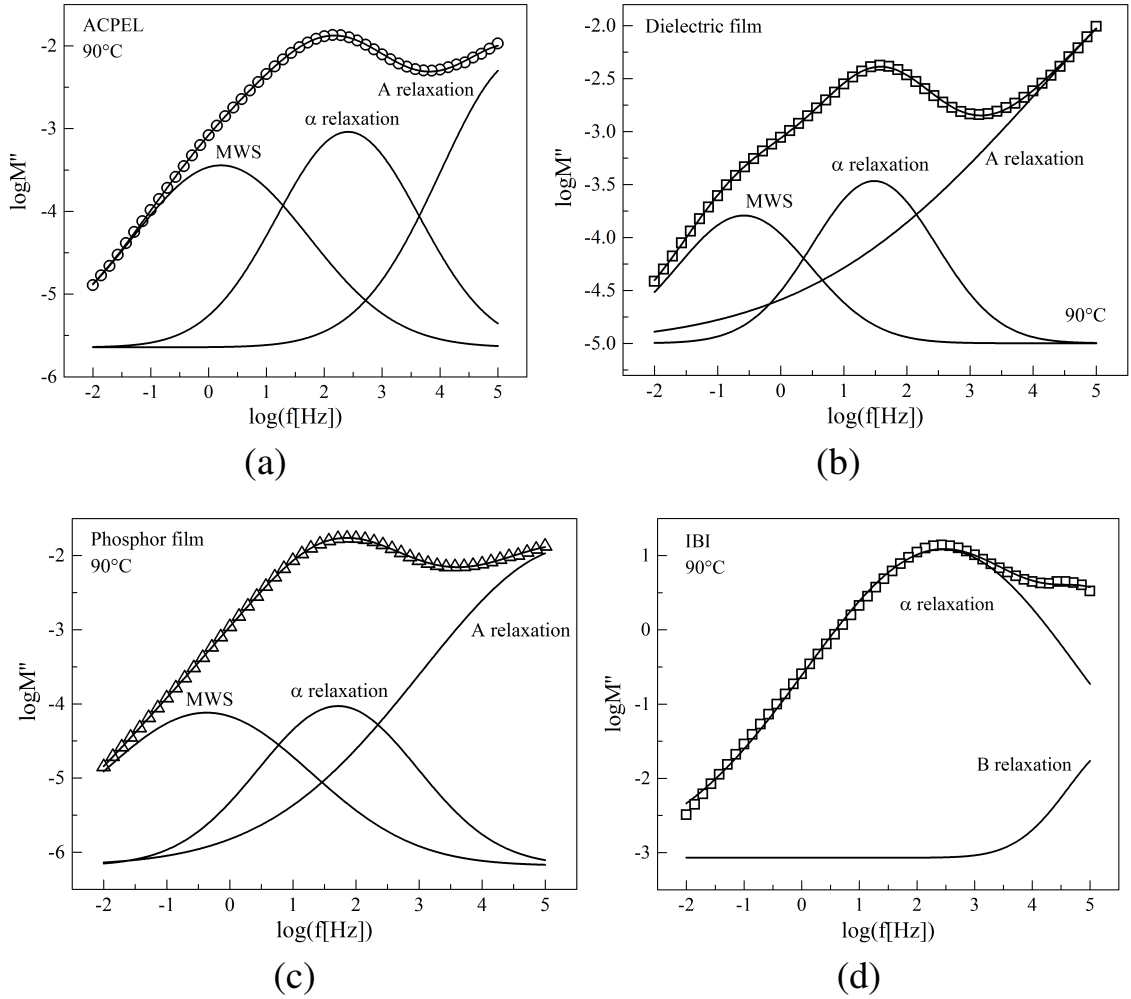 ACPEL
90°C
A relaxation
α relaxation
MWS
logM"
-2
-3
-4
-5
-6
-2 -1 0 1 2 3 4 5
log(f[Hz])
(a)
Dielectric film
A relaxation
α relaxation
MWS
90°C
logM"
-2.0
-2.5
-3.0
-3.5
-4.0
-4.5
-5.0
-2 -1 0 1 2 3 4 5
log(f[Hz])
(b)
Phosphor film
90°C
A relaxation
α relaxation
MWS
logM"
-2
-3
-4
-5
-6
-2 -1 0 1 2 3 4 5
log(f[Hz])
(c)
IBI
90°C
α relaxation
B relaxation
logM"
1
0
-1
-2
-3
-2 -1 0 1 2 3 4 5
log(f[Hz])
(d)